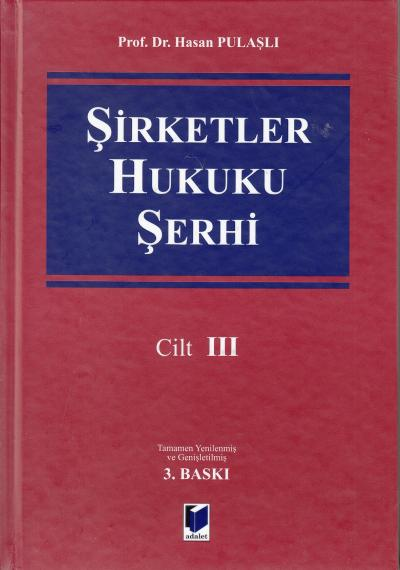 Prof. Dr. Hasan PULAŞLI
ŞİRKETLER
HUKUKU
ŞERHİ
Cilt III
Tamamen Yenilenmiş
ve Genişletilmiş
3. BASKI
adalet